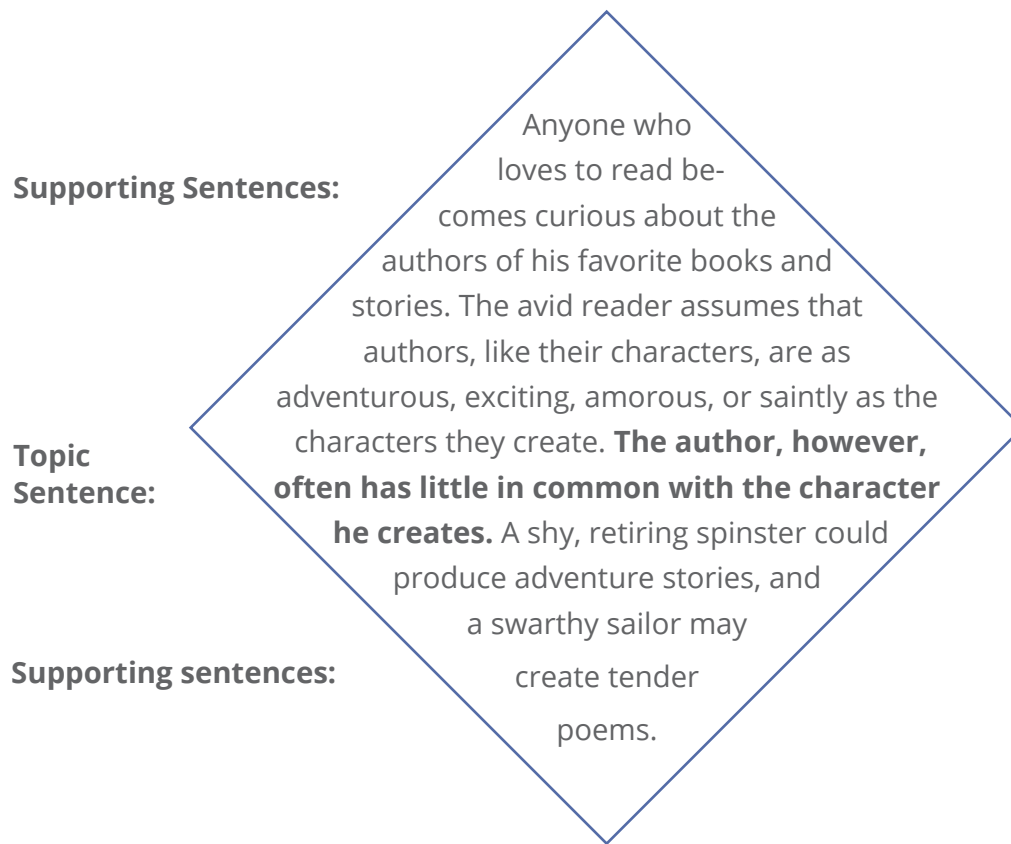 Supporting Sentences:
Anyone who
loves to read be-
comes curious about the
authors of his favorite books and
stories. The avid reader assumes that
authors, like their characters, are as
adventurous, exciting, amorous, or saintly as the
Topic
Sentence:
characters they create. The author, however,
often has little in common with the character
he creates. A shy, retiring spinster could
produce adventure stories, and
a swarthy sailor may
Supporting sentences:
create tender
poems.